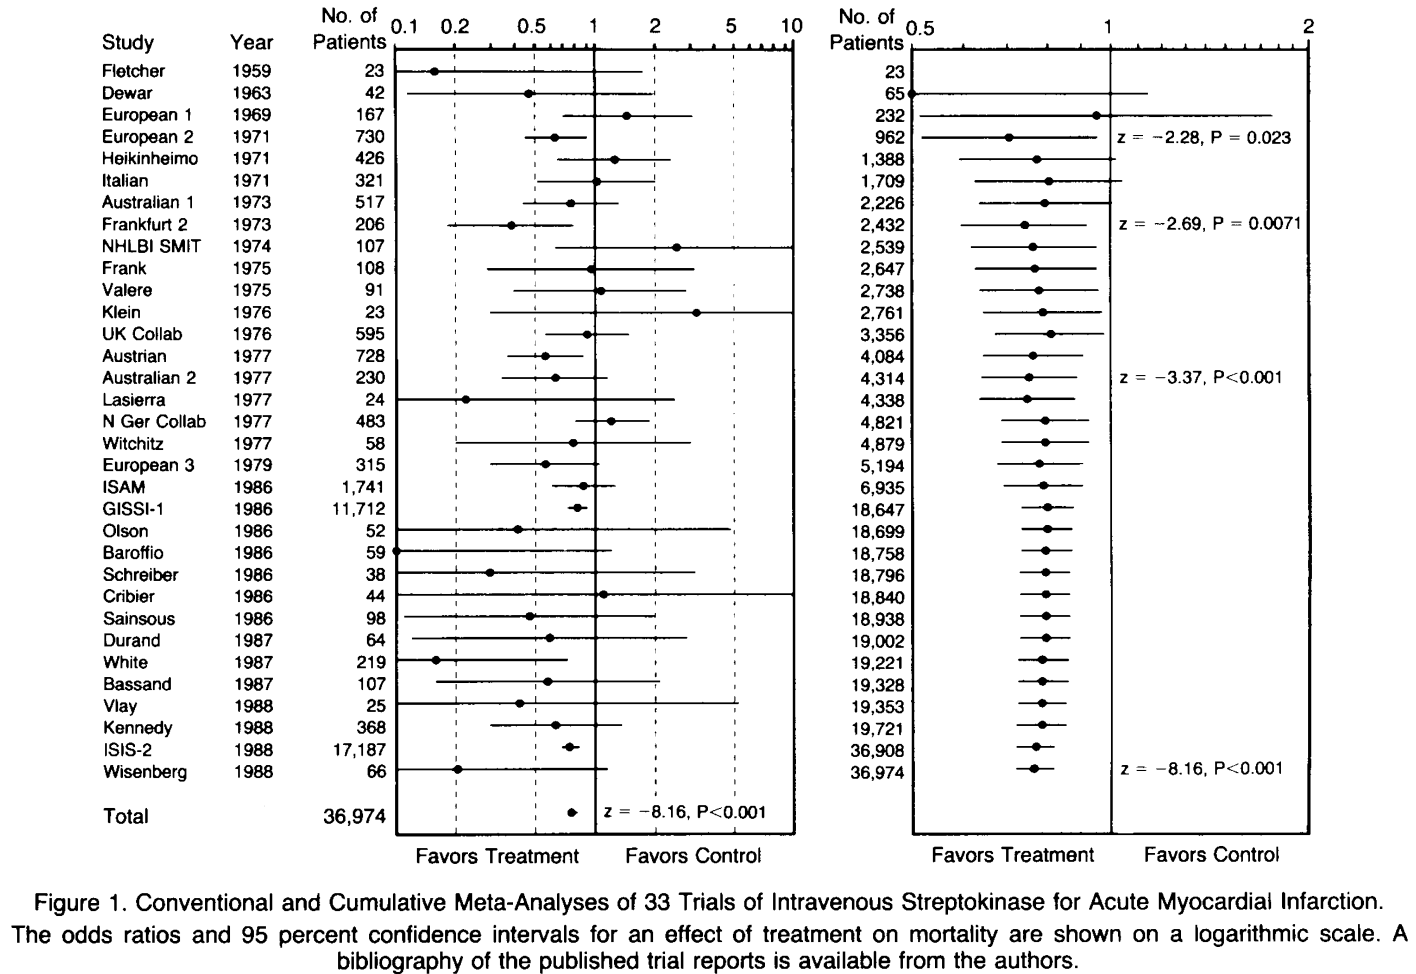 No. of No. of
Study Year Patients 0.1 0.2 0.5 1 2 5 10 Patients 0.5 1 2
Fletcher 1959 23 23
Dewar 1963 42 65
European 1 1969 167 232
European 2 1971 730 962 z = −2.28, P = 0.023
Heikinheimo 1971 426 1,388
Italian 1971 321 1,709
Australian 1 1973 517 2,226
Frankfurt 2 1973 206 2,432 z = −2.69, P = 0.0071
NHLBI SMIT 1974 107 2,539
Frank 1975 108 2,647
Valere 1975 91 2,738
Klein 1976 23 2,761
UK Collab 1976 595 3,356
Austrian 1977 728 4,084
Australian 2 1977 230 4,314 z = −3.37, P<0.001
Lasierra 1977 24 4,338
N Ger Collab 1977 483 4,821
Witchitz 1977 58 4,879
European 3 1979 315 5,194
ISAM 1986 1,741 6,935
GISSI-1 1986 11,712 18,647
Olson 1986 52 18,699
Baroffio 1986 59 18,758
Schreiber 1986 38 18,796
Cribier 1986 44 18,840
Sainsous 1986 98 18,938
Durand 1987 64 19,002
White 1987 219 19,221
Bassand 1987 107 19,328
Vlay 1988 25 19,353
Kennedy 1988 368 19,721
ISIS-2 1988 17,187 36,908
Wisenberg 1988 66 36,974 z = −8.16, P<0.001
Total 36,974 z = −8.16, P<0.001
Favors Treatment Favors Control Favors Treatment Favors Control
Figure 1. Conventional and Cumulative Meta-Analyses of 33 Trials of Intravenous Streptokinase for Acute Myocardial Infarction.
The odds ratios and 95 percent confidence intervals for an effect of treatment on mortality are shown on a logarithmic scale. A
bibliography of the published trial reports is available from the authors.